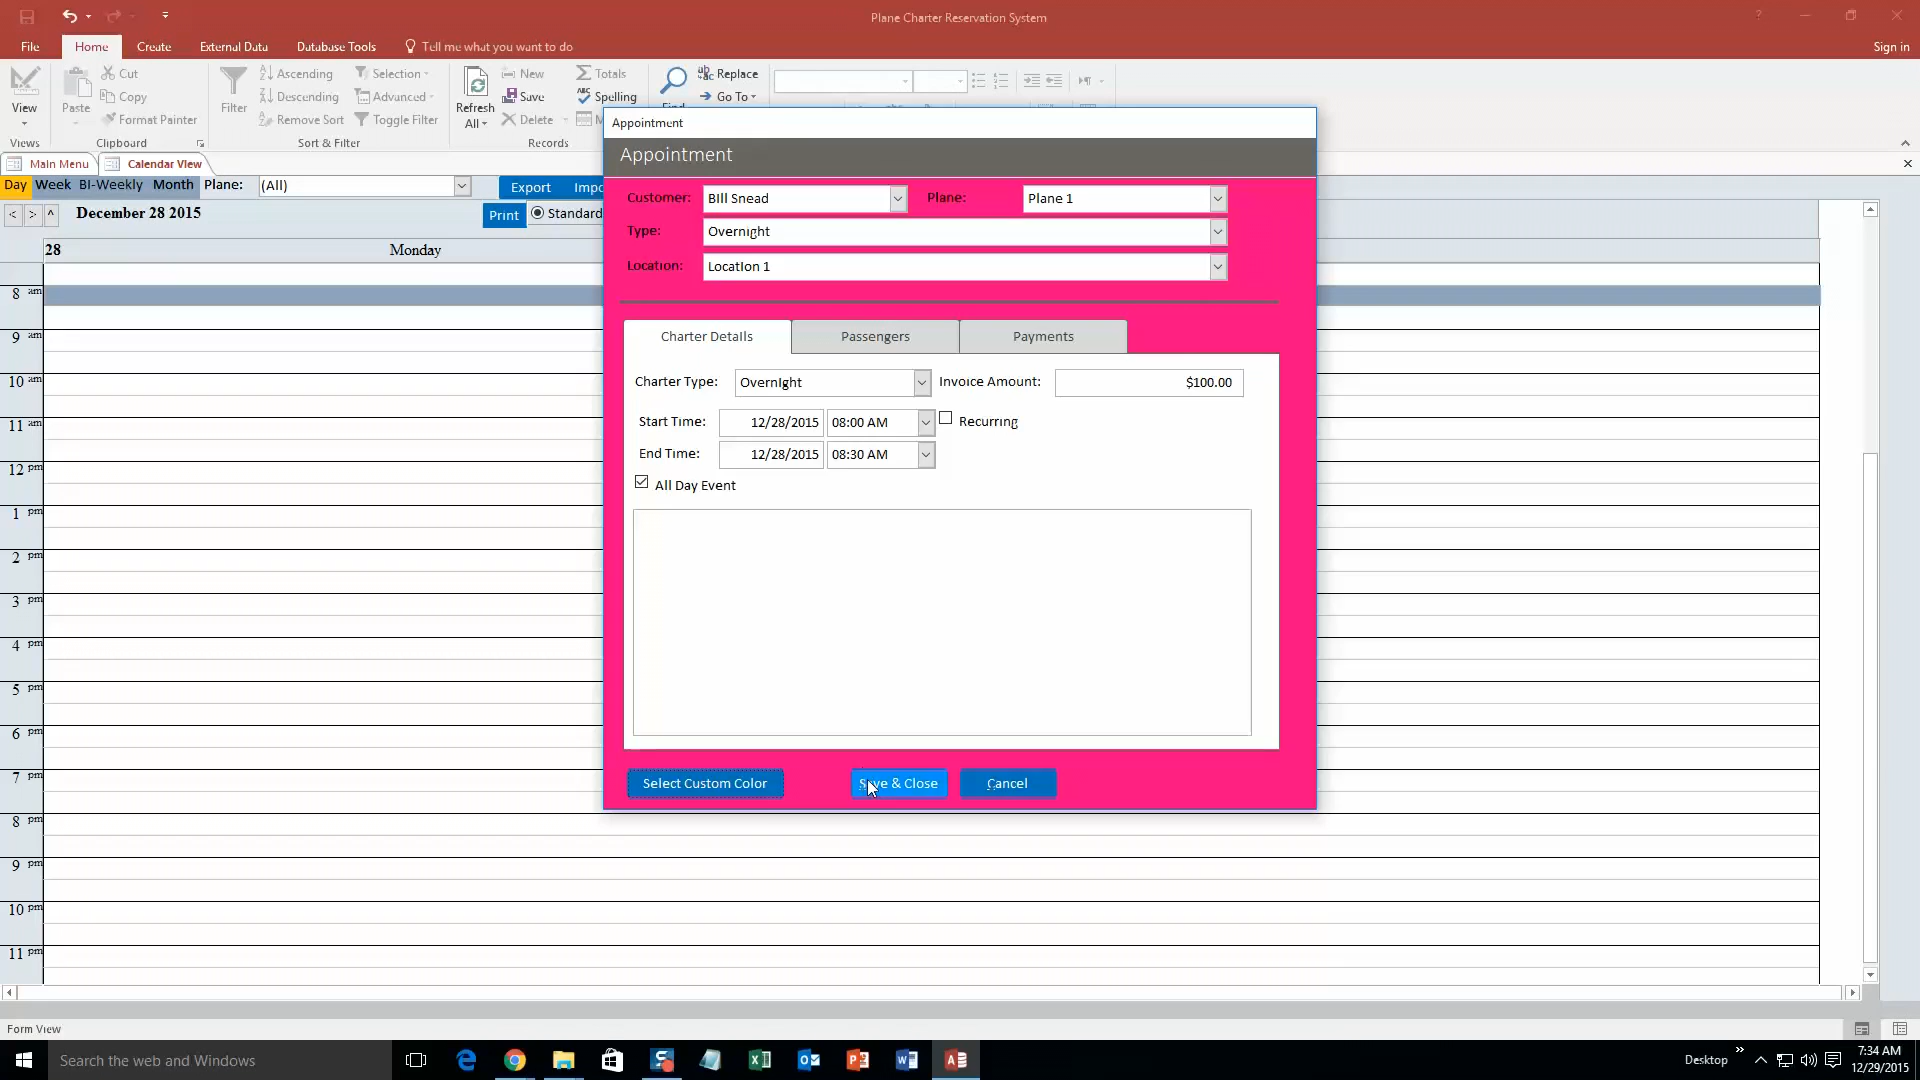 Plane Charter Reservation System
File Home Create External Data Database Tools Tell me what you want to do Sign in
View Paste Cut Copy Format Painter Filter Ascending Descending Remove Sort Selection Advanced Toggle Filter Refresh All New Save Delete Totals Spelling Find Replace Go To
Views Clipboard Sort & Filter Records
Main Menu Calendar View
Day Week BI-Weekly Month Plane: (All) Export
< > ^ December 28 2015 Print Standard
28 Monday
8 am
9 am
10 am
11 am
12 pm
1 pm
2 pm
3 pm
4 pm
5 pm
6 pm
7 pm
8 pm
9 pm
10 pm
11 pm
Appointment
Appointment
Customer: Bill Snead Plane: Plane 1
Type: Overnight
Location: Location 1
Charter Details Passengers Payments
Charter Type: Overnight Invoice Amount: $100.00
Start Time: 12/28/2015 08:00 AM Recurring
End Time: 12/28/2015 08:30 AM
All Day Event
Select Custom Color Save & Close Cancel
Form View
Search the web and Windows
Desktop
7:34 AM
12/29/2015